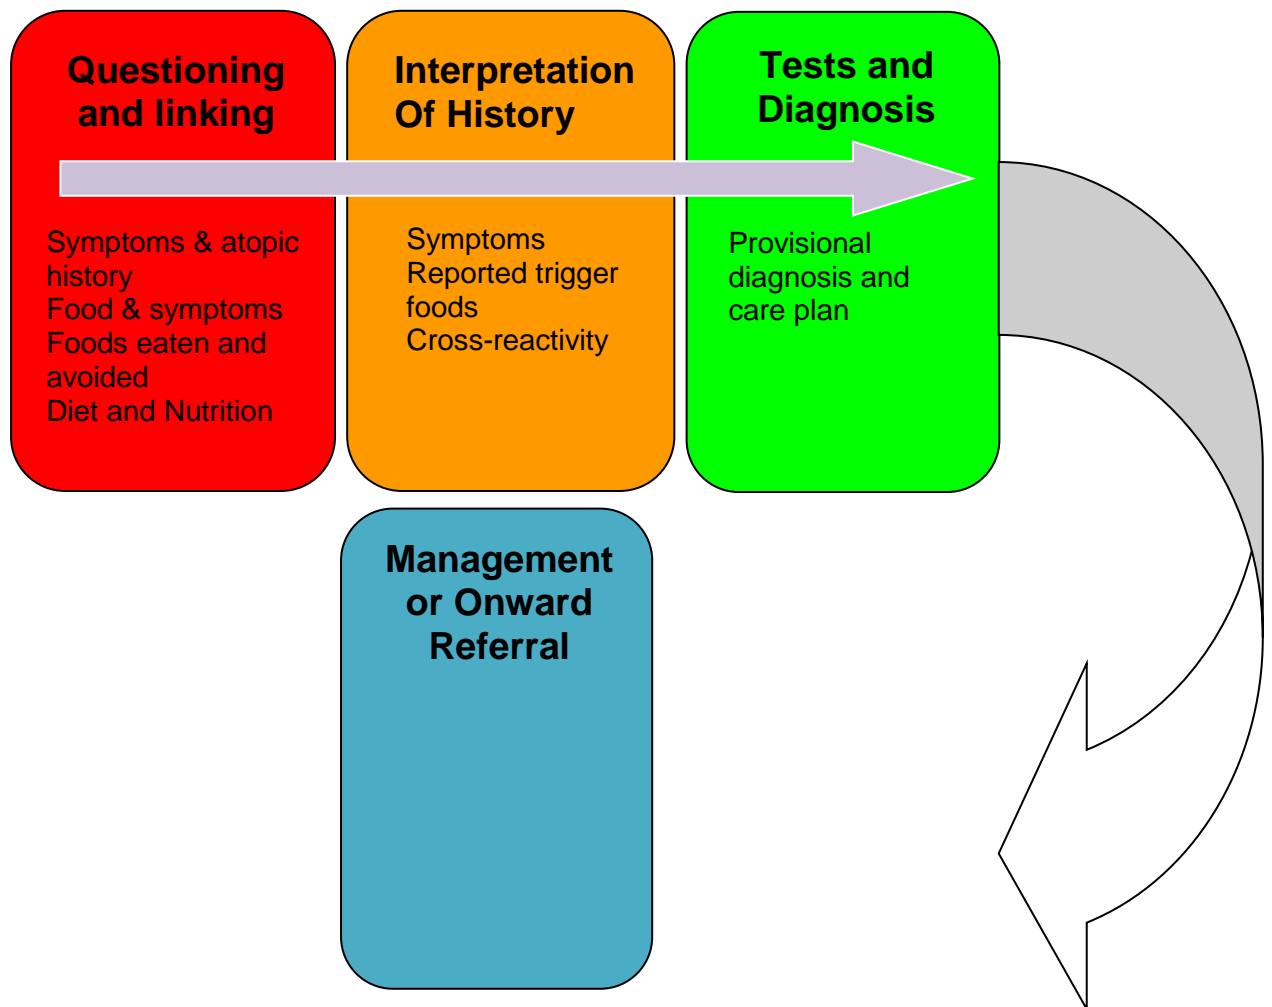 Questioning
and linking
Symptoms & atopic
history
Food & symptoms
Foods eaten and
avoided
Diet and Nutrition
Interpretation
Of History
Symptoms
Reported trigger
foods
Cross-reactivity
Tests and
Diagnosis
Provisional
diagnosis and
care plan
Management
or Onward
Referral